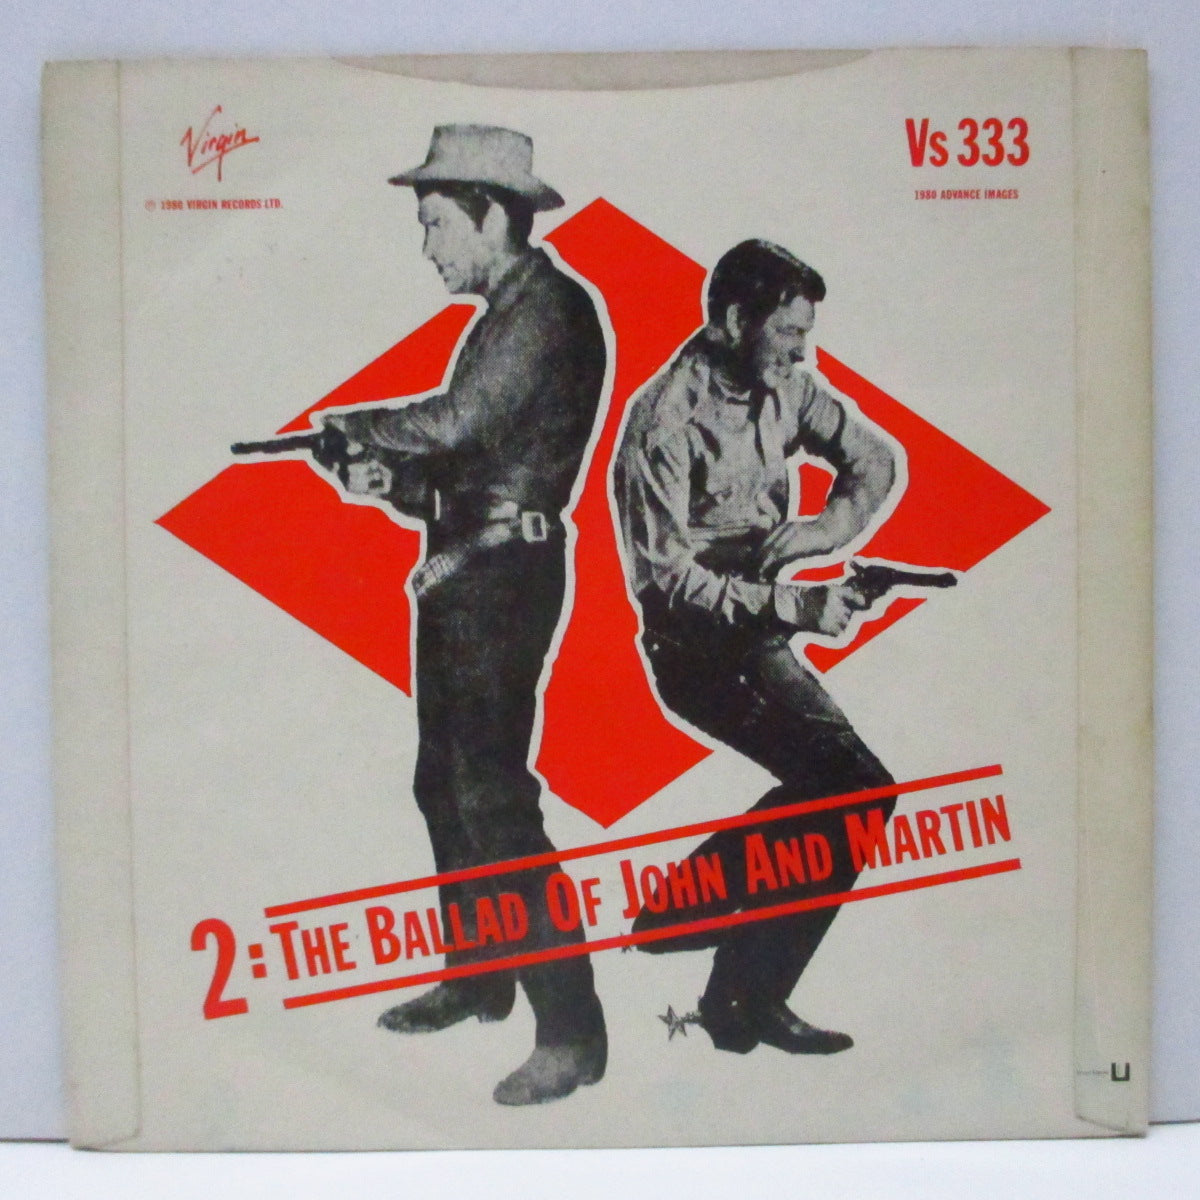 Virgin
℗ 1980 VIRGIN RECORDS LTD.
Vs 333
1980 ADVANCE IMAGES
2: THE BALLAD OF JOHN AND MARTIN